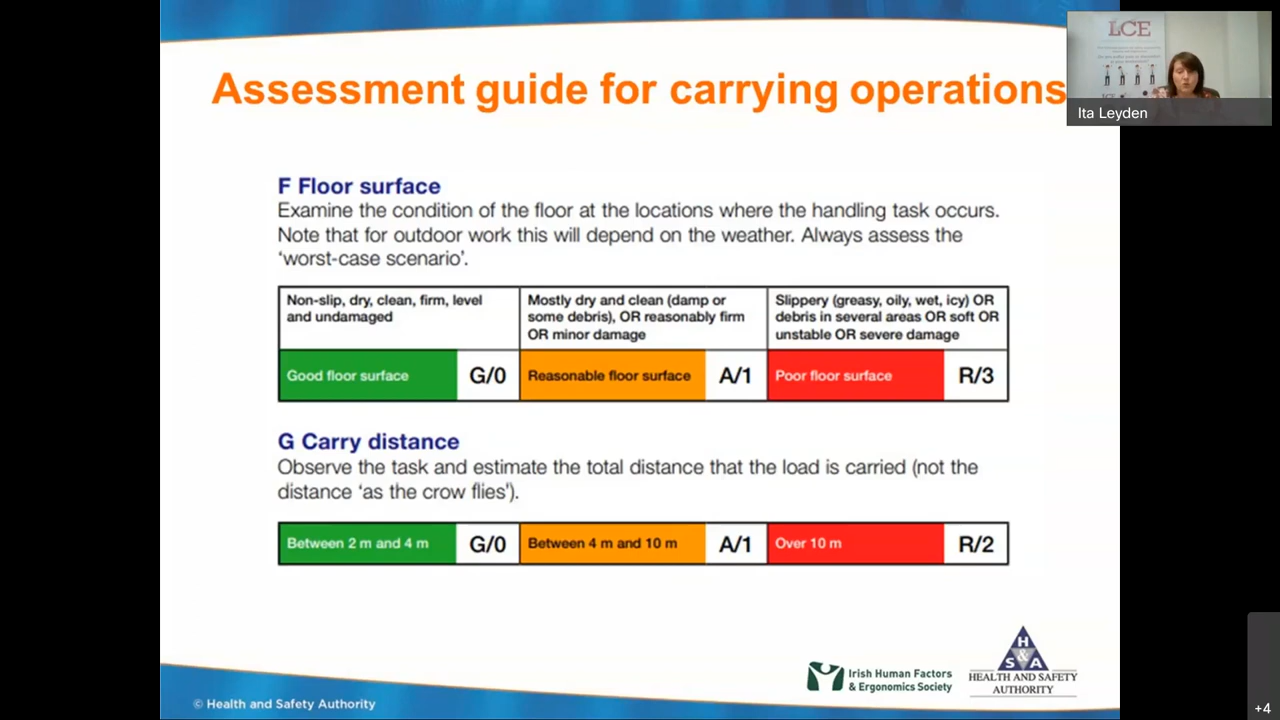 Assessment guide for carrying operations
LCE
Ita Leyden
F Floor surface
Examine the condition of the floor at the locations where the handling task occurs.
Note that for outdoor work this will depend on the weather. Always assess the
‘worst-case scenario’.
Non-slip, dry, clean, firm, level
and undamaged
Mostly dry and clean (damp or
some debris), OR reasonably firm
OR minor damage
Slippery (greasy, oily, wet, icy) OR
debris in several areas OR soft OR
unstable OR severe damage
Good floor surface G/0 Reasonable floor surface A/1 Poor floor surface R/3
G Carry distance
Observe the task and estimate the total distance that the load is carried (not the
distance ‘as the crow flies’).
Between 2 m and 4 m G/0 Between 4 m and 10 m A/1 Over 10 m R/2
Irish Human Factors
& Ergonomics Society
H
S & A
HEALTH AND SAFETY
AUTHORITY
© Health and Safety Authority
+4